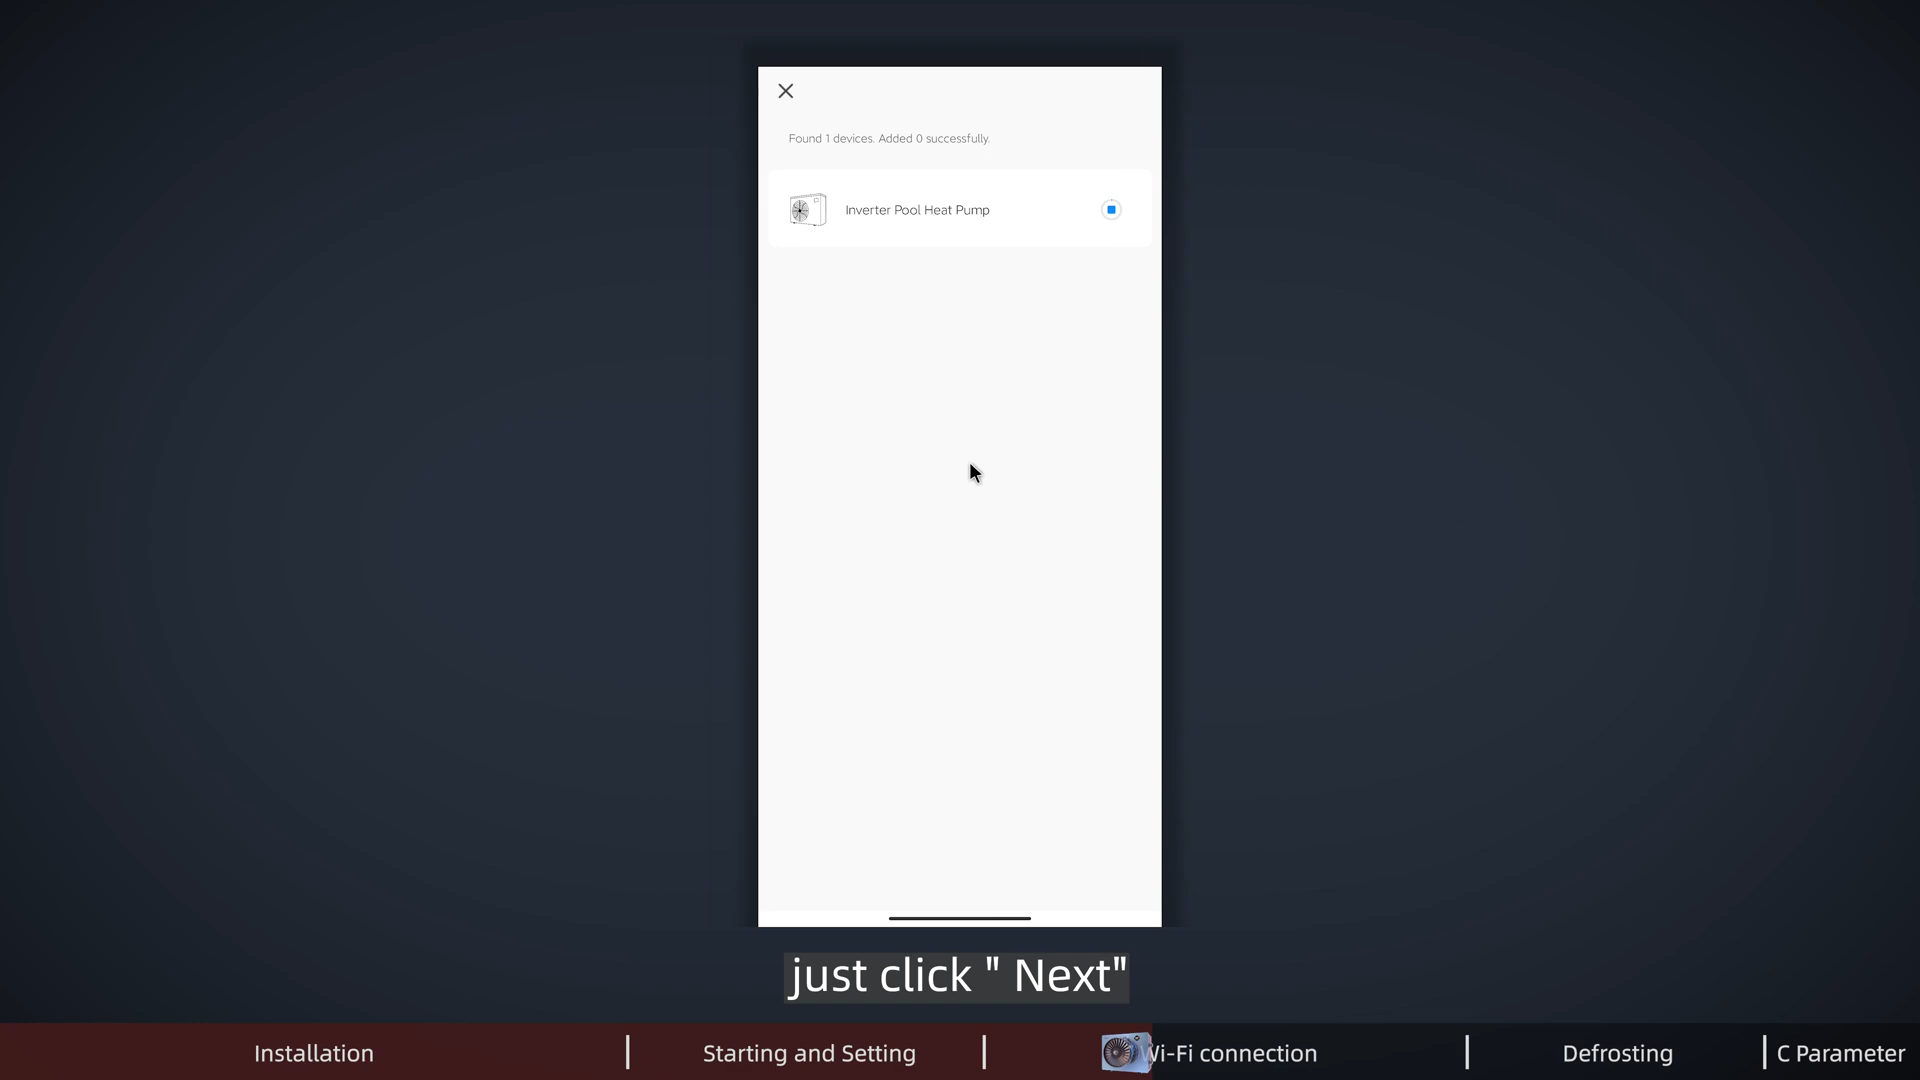 Found 1 devices. Added 0 successfully.
Inverter Pool Heat Pump
just click " Next"
Installation
Starting and Setting
Wi-Fi connection
Defrosting
C Parameter